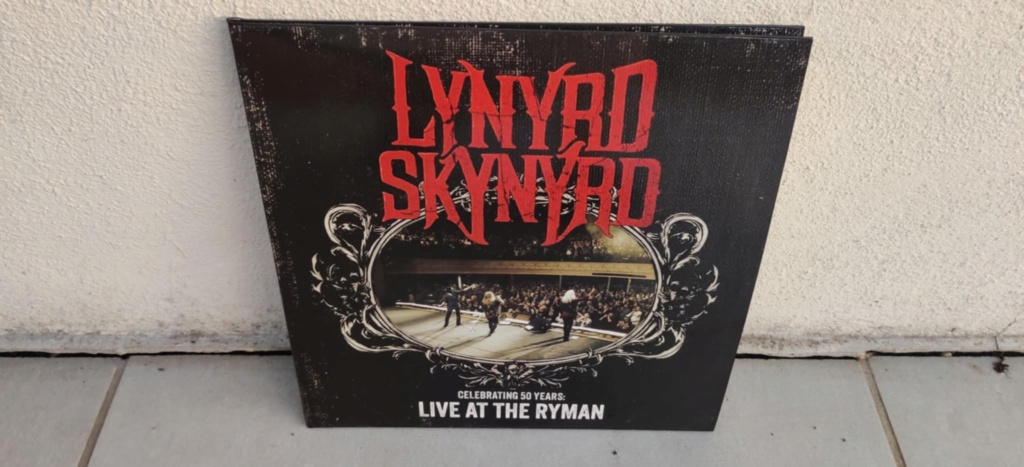 LYNYRD
SKYNYRD
CELEBRATING 50 YEARS:
LIVE AT THE RYMAN